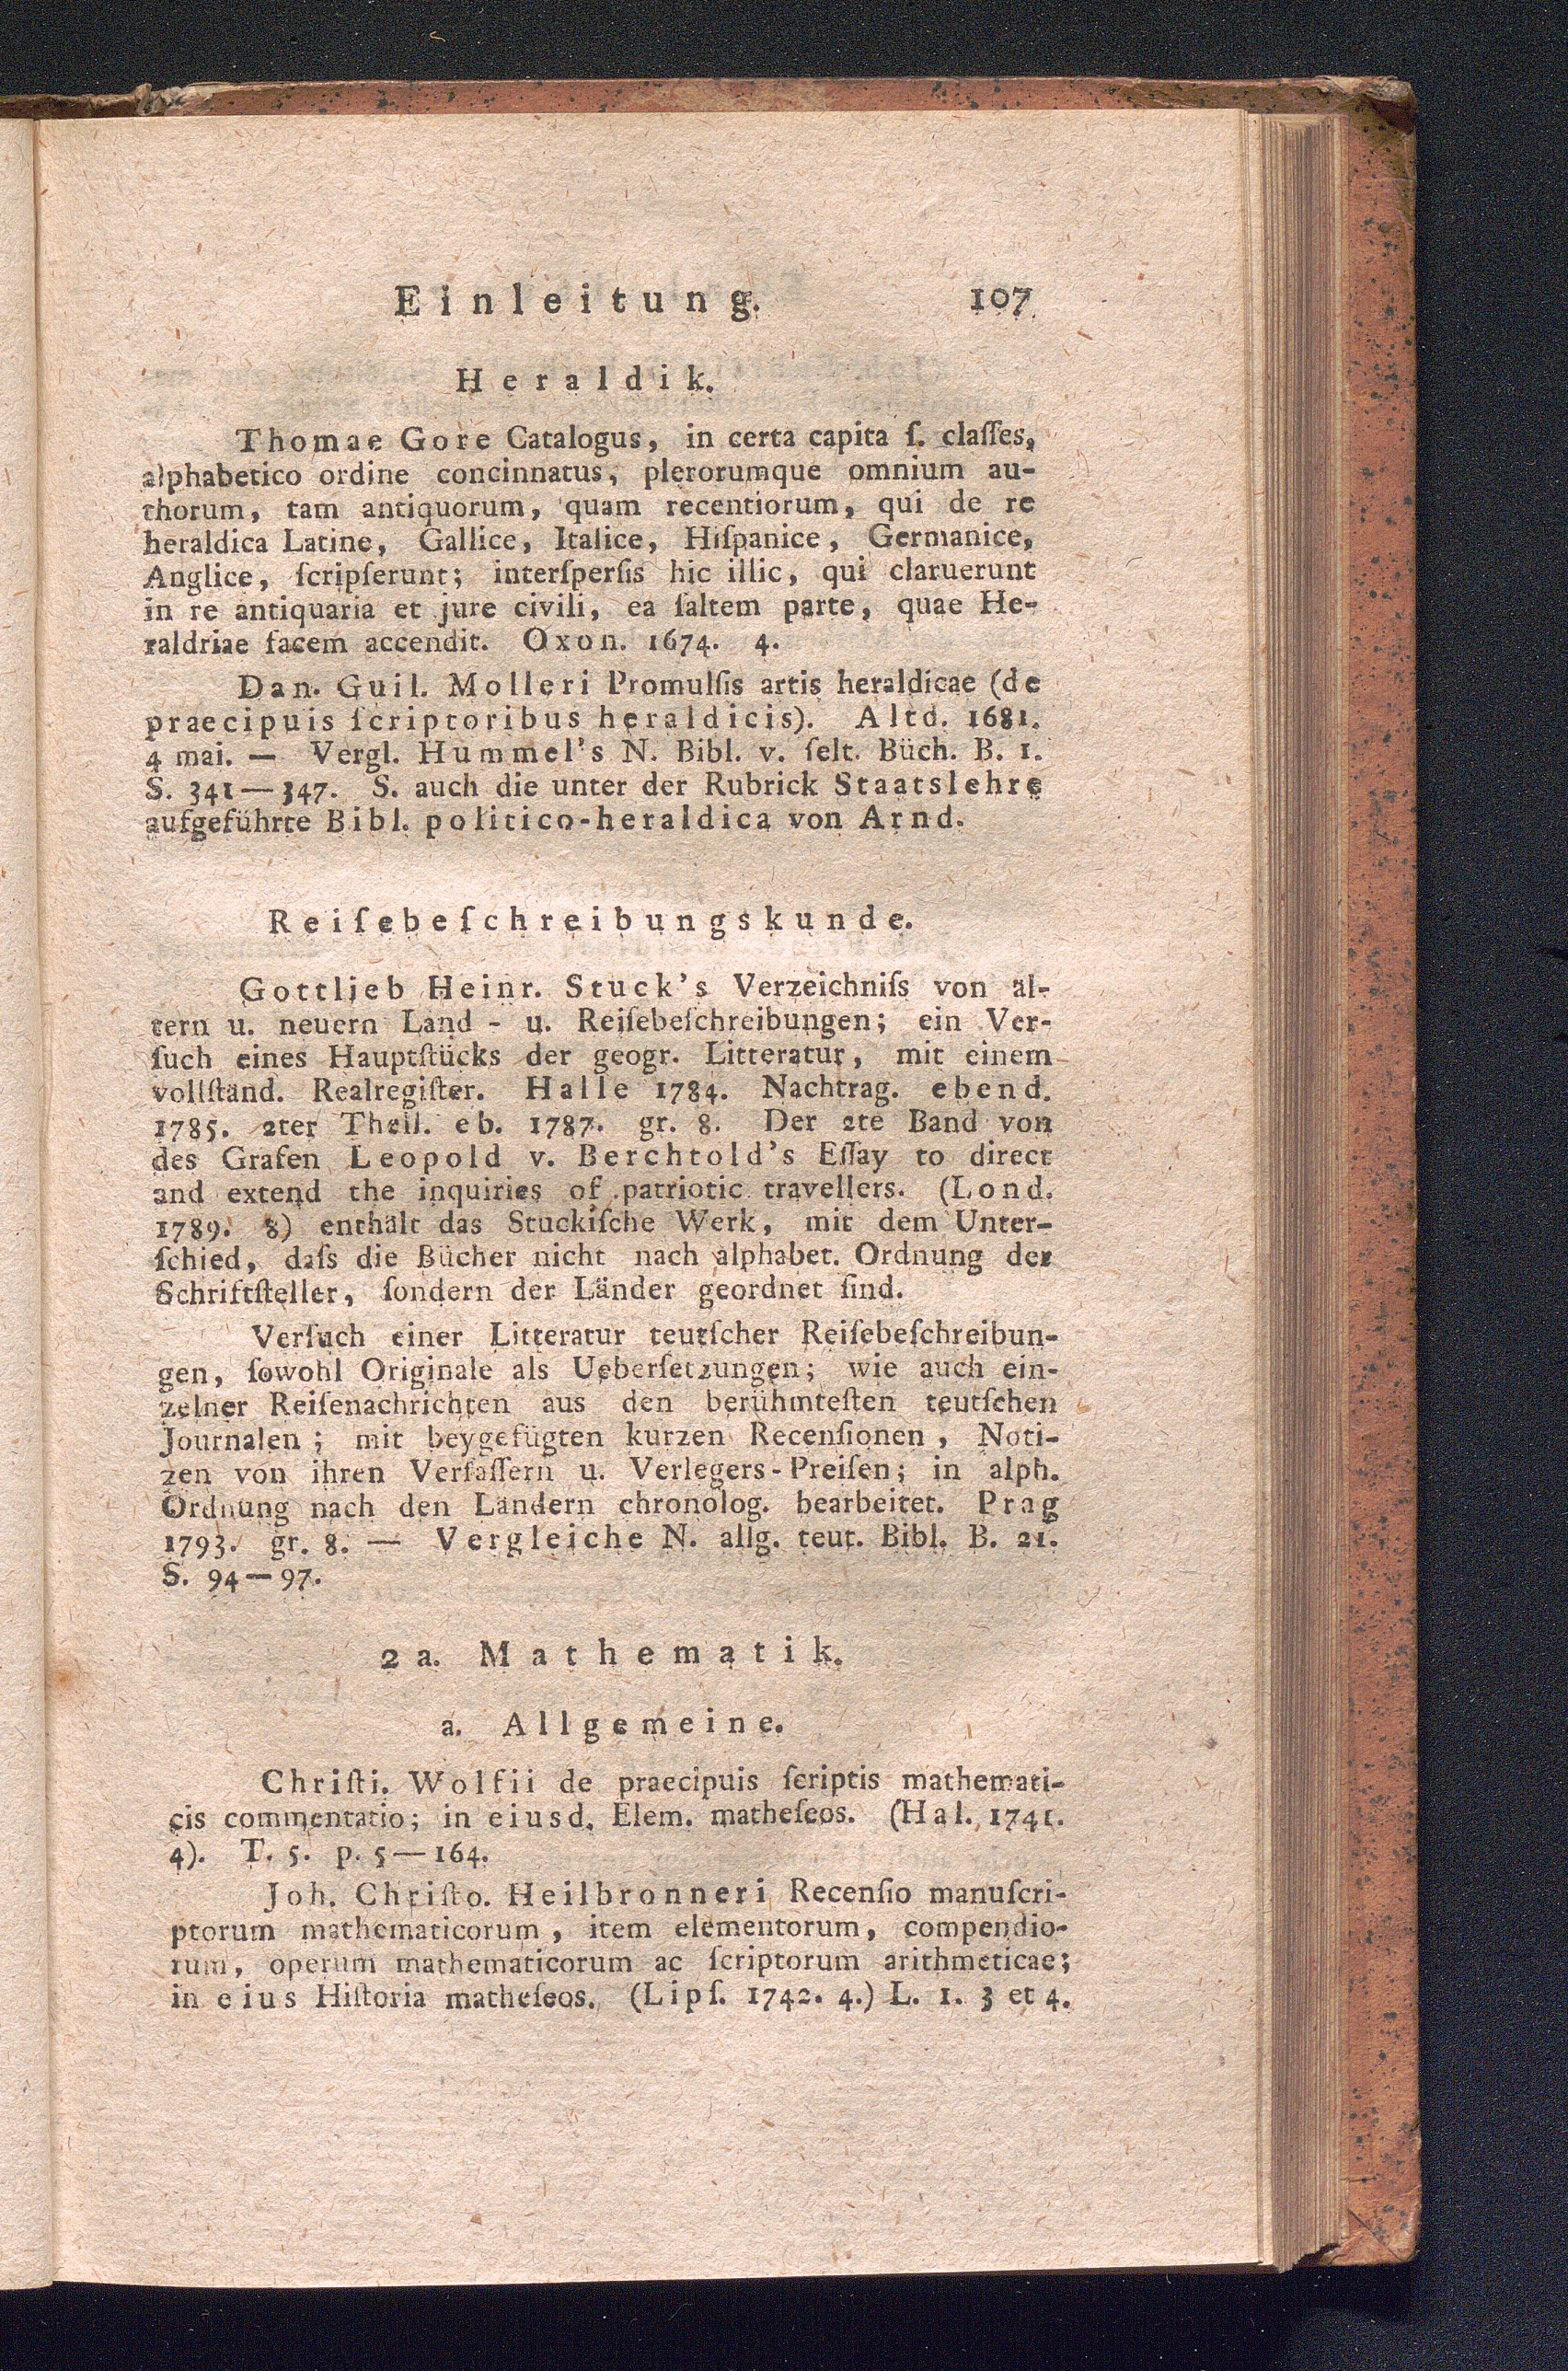 Einleitung. 107
Heraldik.
Thomae Gore Catalogus, in certa capita ſ. claſſes,
alphabetico ordine concinnatus, plerorumque omnium au-
thorum, tam antiquorum, quam recentiorum, qui de re
heraldica Latine, Gallice, Italice, Hiſpanice, Germanice,
Anglice, ſcripſerunt; interſperſis hic illic, qui claruerunt
in re antiquaria et jure civili, ea ſaltem parte, quae He-
raldriae facem accendit. Oxon. 1674. 4.
Dan. Guil. Molleri Promulſis artis heraldicae (de
praecipuis ſcriptoribus heraldicis). Altd. 1681.
4 mai. — Vergl. Hummel's N. Bibl. v. ſelt. Büch. B. 1.
S. 341—347. S. auch die unter der Rubrick Staatslehre
aufgeführte Bibl. politico-heraldica von Arnd.
Reiſebeſchreibungskunde.
Gottlieb Heinr. Stuck's Verzeichniſs von äl-
tern u. neuern Land - u. Reiſebeſchreibungen; ein Ver-
ſuch eines Hauptſtücks der geogr. Litteratur, mit einem
vollſtänd. Realregiſter. Halle 1784. Nachtrag. ebend.
1785. 2ter Theil. eb. 1787. gr. 8. Der 2te Band von
des Grafen Leopold v. Berchtold's Eſſay to direct
and extend the inquiries of patriotic travellers. (Lond.
1789. 8) enthält das Stuckiſche Werk, mit dem Unter-
ſchied, daſs die Bücher nicht nach alphabet. Ordnung der
Schriftſteller, ſondern der Länder geordnet ſind.
Verſuch einer Litteratur teutſcher Reiſebeſchreibun-
gen, ſowohl Originale als Ueberſetzungen; wie auch ein-
zelner Reiſenachrichten aus den berühmteſten teutſchen
Journalen; mit beygefügten kurzen Recenſionen, Noti-
zen von ihren Verfaſſern u. Verlegers-Preiſen; in alph.
Ordnung nach den Ländern chronolog. bearbeitet. Prag
1793. gr. 8. — Vergleiche N. allg. teut. Bibl. B. 21.
S. 94—97.
2 a. Mathematik.
a. Allgemeine.
Chriſti. Wolfii de praecipuis ſcriptis mathemati-
cis commentatio; in eiusd. Elem. matheſeos. (Hal. 1741.
4). T. 5. p. 5—164.
Joh. Chriſto. Heilbronneri Recenſio manuſcri-
ptorum mathematicorum, item elementorum, compendio-
rum, operum mathematicorum ac ſcriptorum arithmeticae;
in eius Hiſtoria matheſeos. (Lipſ. 1742. 4.) L. 1. 3 et 4.